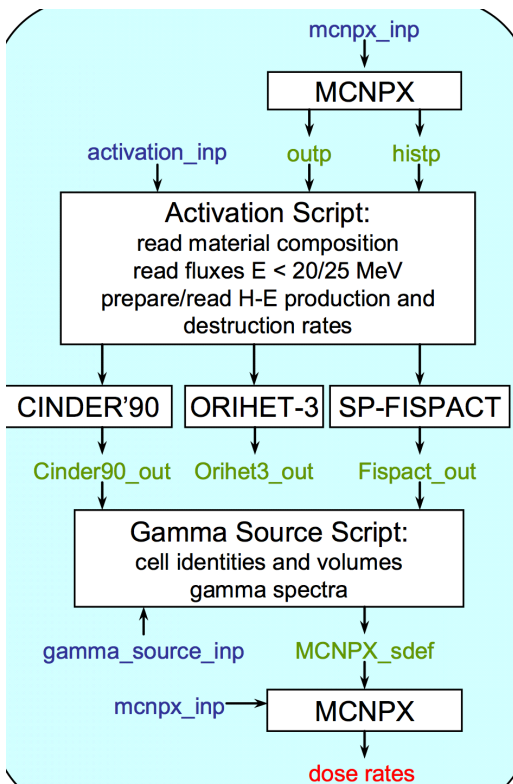 mcnpx_inp
MCNPX
activation_inp
outp
histp
Activation Script:
read material composition
read fluxes E < 20/25 MeV
prepare/read H-E production and
destruction rates
CINDER'90
ORIHET-3
SP-FISPACT
Cinder90_out
Orihet3_out
Fispact_out
Gamma Source Script:
cell identities and volumes
gamma spectra
gamma_source_inp
MCNPX_sdef
mcnpx_inp
MCNPX
dose rates